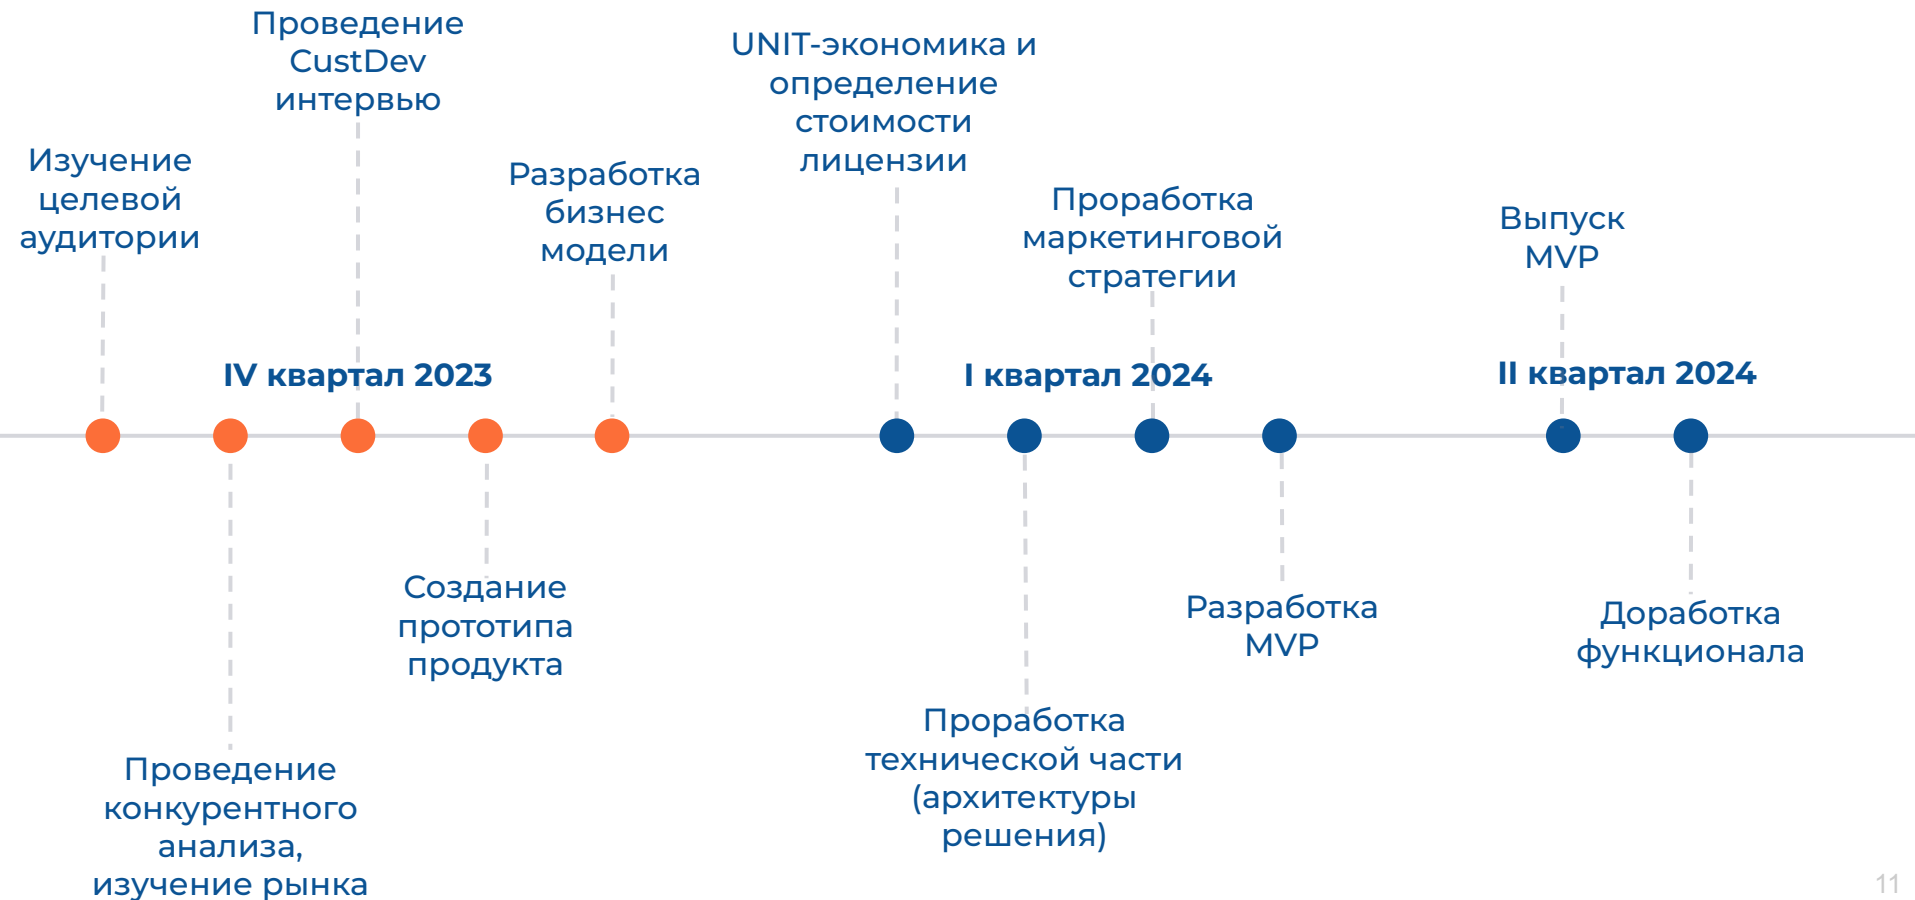 Проведение
CustDev
интервью
UNIT-экономика и
определение
стоимости
лицензии
Изучение
целевой
аудитории
Разработка
бизнес
модели
Проработка
маркетинговой
стратегии
Выпуск
MVP
IV квартал 2023
I квартал 2024
II квартал 2024
Создание
прототипа
продукта
Разработка
MVP
Доработка
функционала
Проработка
технической части
(архитектуры
решения)
Проведение
конкурентного
анализа,
изучение рынка
11